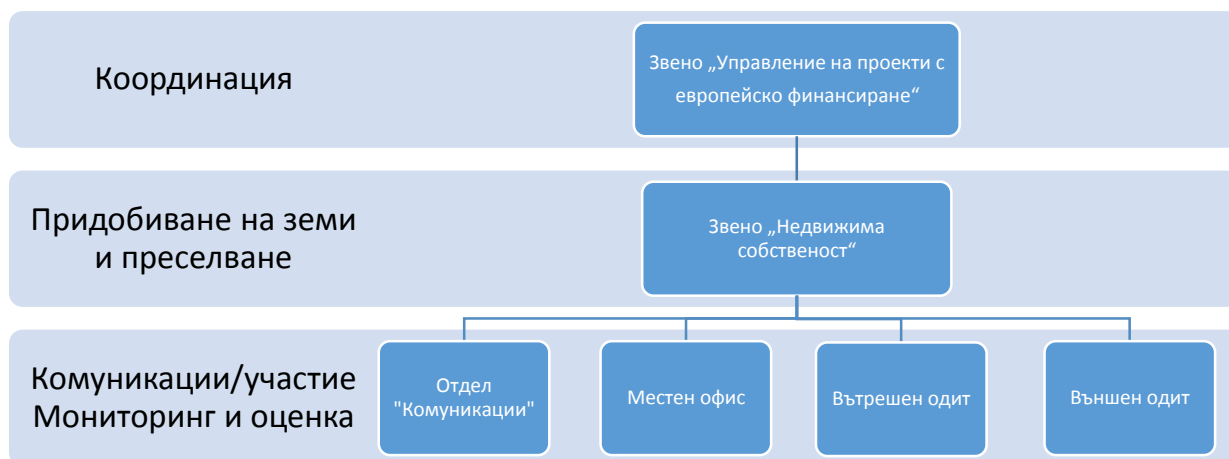 Координация
Звено „Управление на проекти с
европейско финансиране“
Придобиване на земи
и преселване
Звено „Недвижима
собственост“
Комуникации/участие
Мониторинг и оценка
Отдел
"Комуникации"
Местен офис
Вътрешен одит
Външен одит